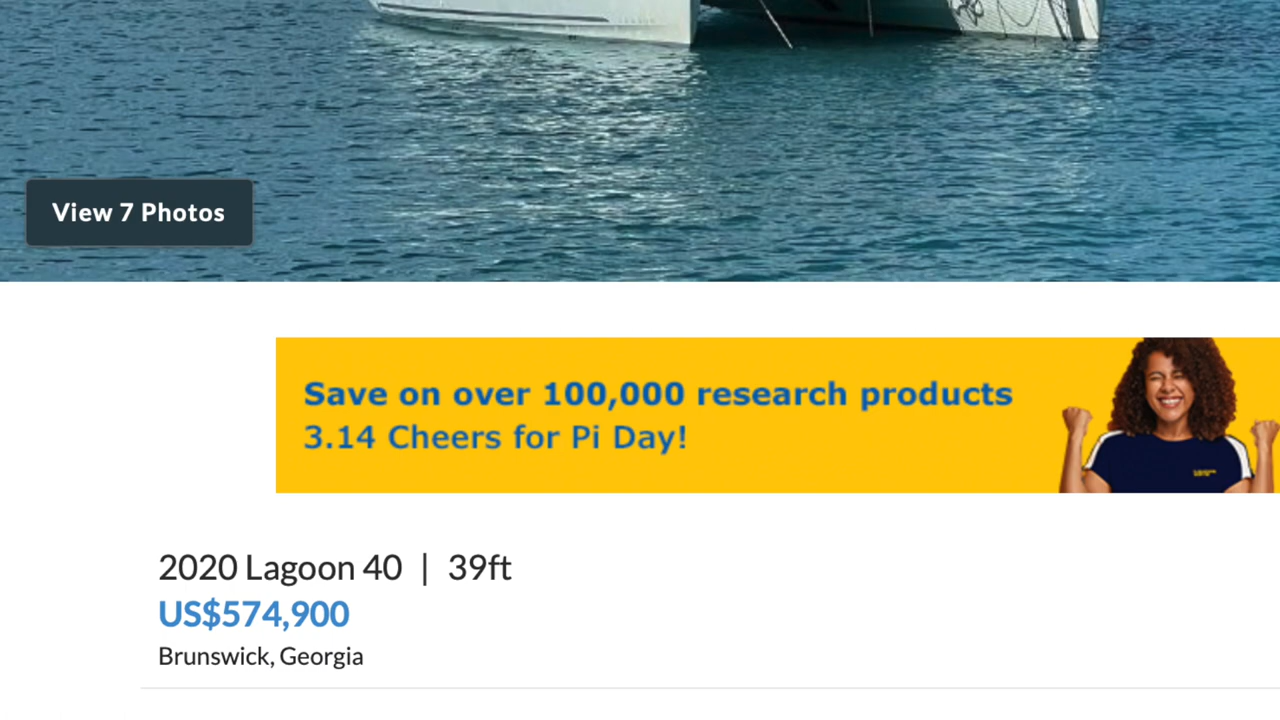 View 7 Photos
Save on over 100,000 research products
3.14 Cheers for Pi Day!
2020 Lagoon 40 | 39ft
US$574,900
Brunswick, Georgia